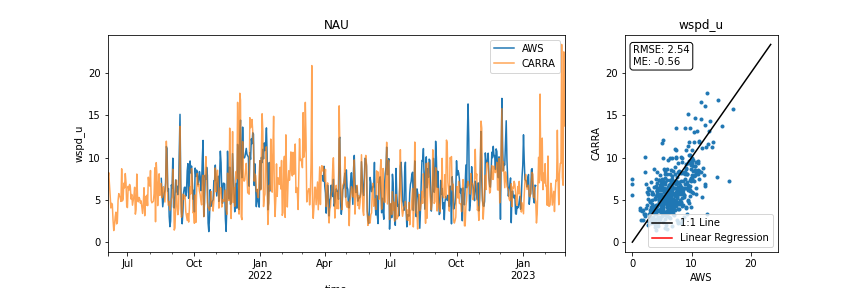 NAU
wspd_u
AWS
CARRA
wspd_u
20
15
10
5
0
Jul
Oct
Jan
2022
Apr
Jul
Oct
Jan
2023
RMSE: 2.54
ME: -0.56
CARRA
20
15
10
5
0
1:1 Line
Linear Regression
0
10
20
AWS